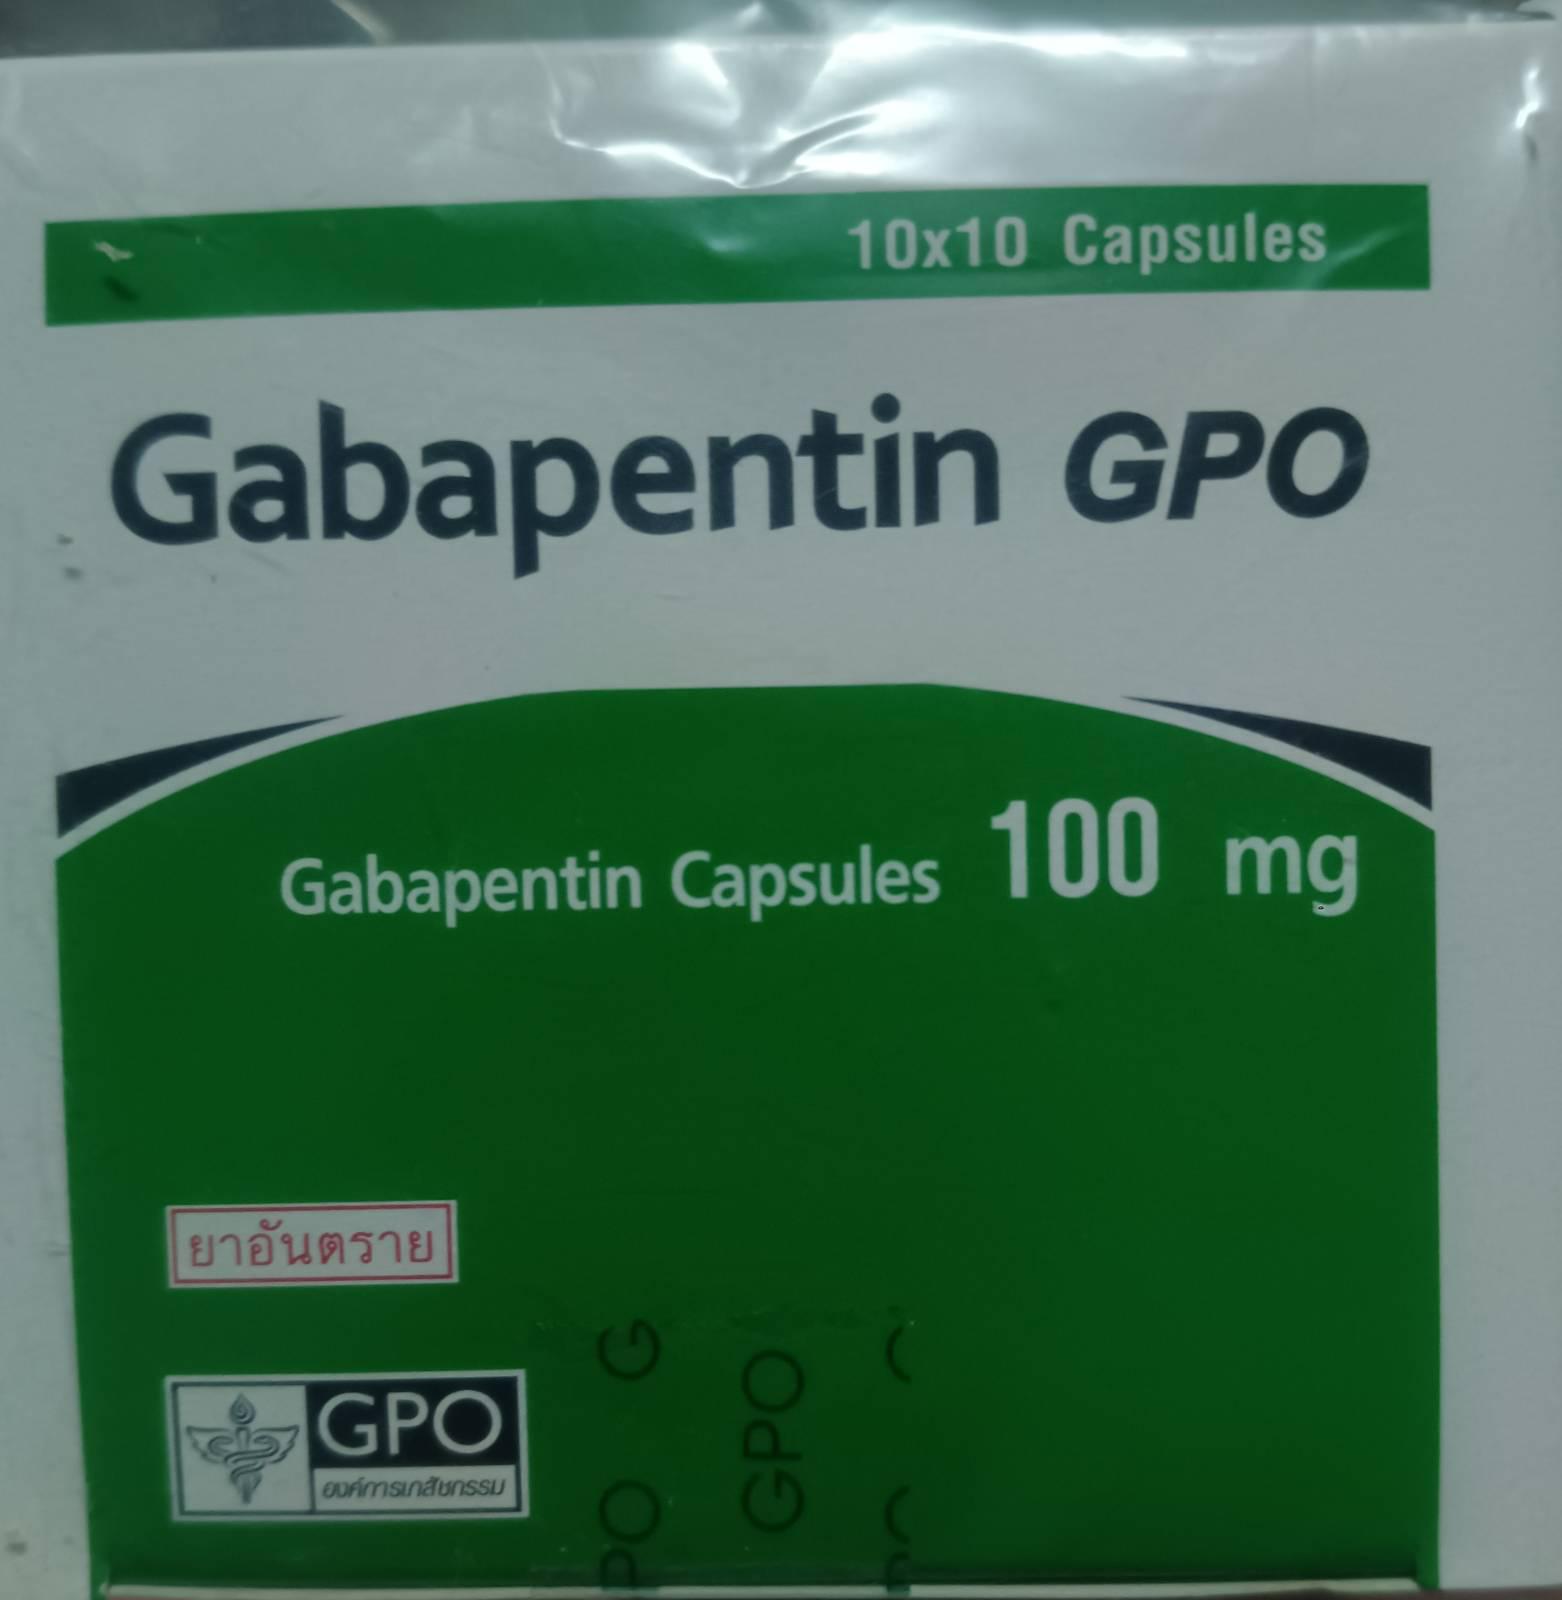 10x10 Capsules
Gabapentin GPO
Gabapentin Capsules 100 mg
ยาอันตราย
GPO
องค์การเภสัชกรรม
G
GPO
PO